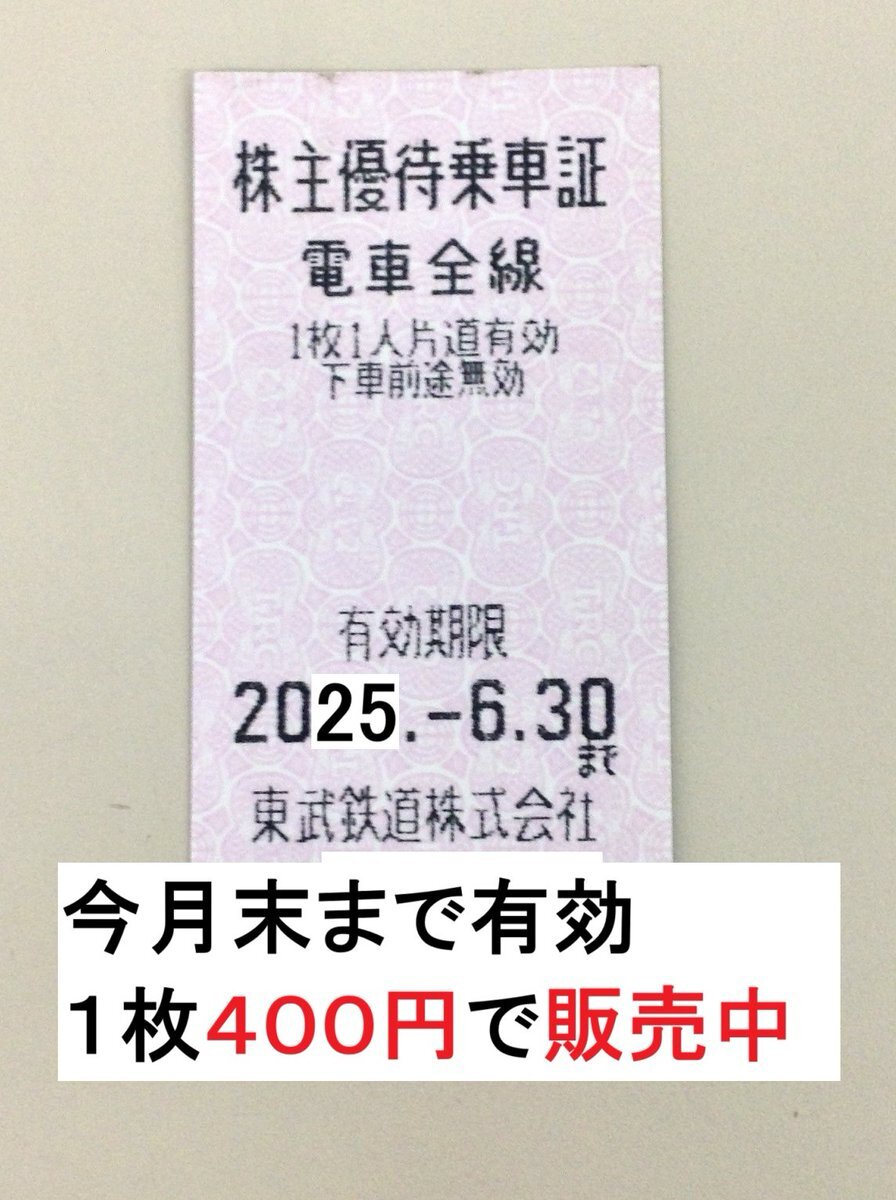 株主優待乗車証
電車全線
1枚1人片道有効
下車前途無効
有効期限
2025.-6.30
まで
東武鉄道株式会社
今月末まで有効
１枚400円で販売中